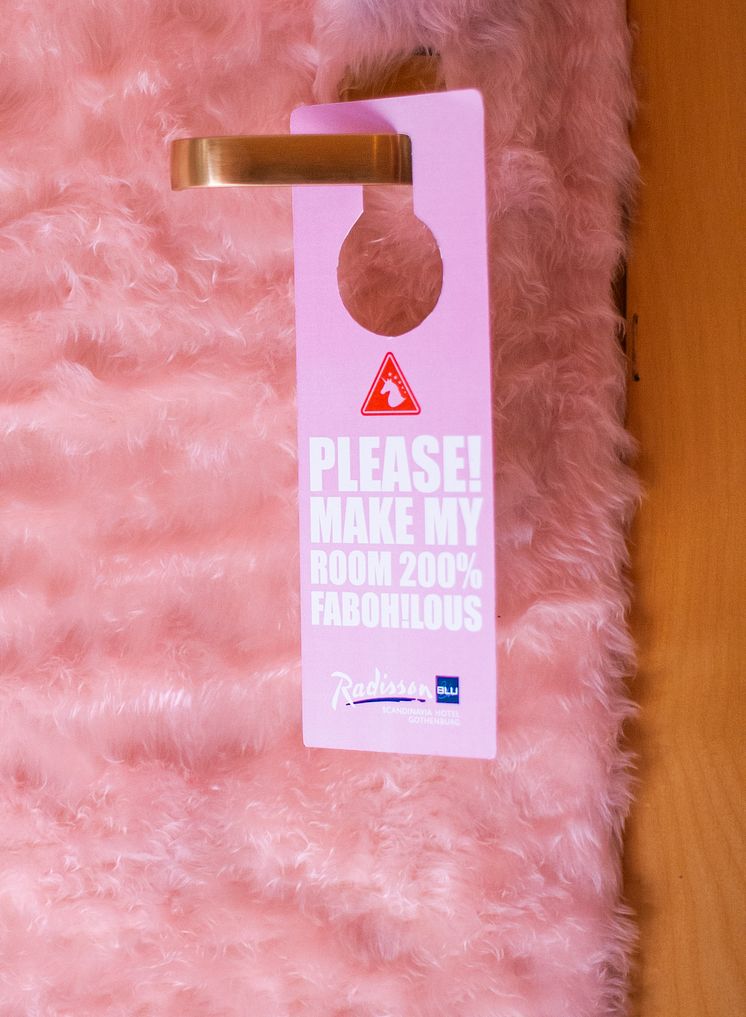 PLEASE!
MAKE MY
ROOM 200%
FABOH!LOUS
Radisson BLU
SCANDINAVIA HOTEL
GOTHENBURG